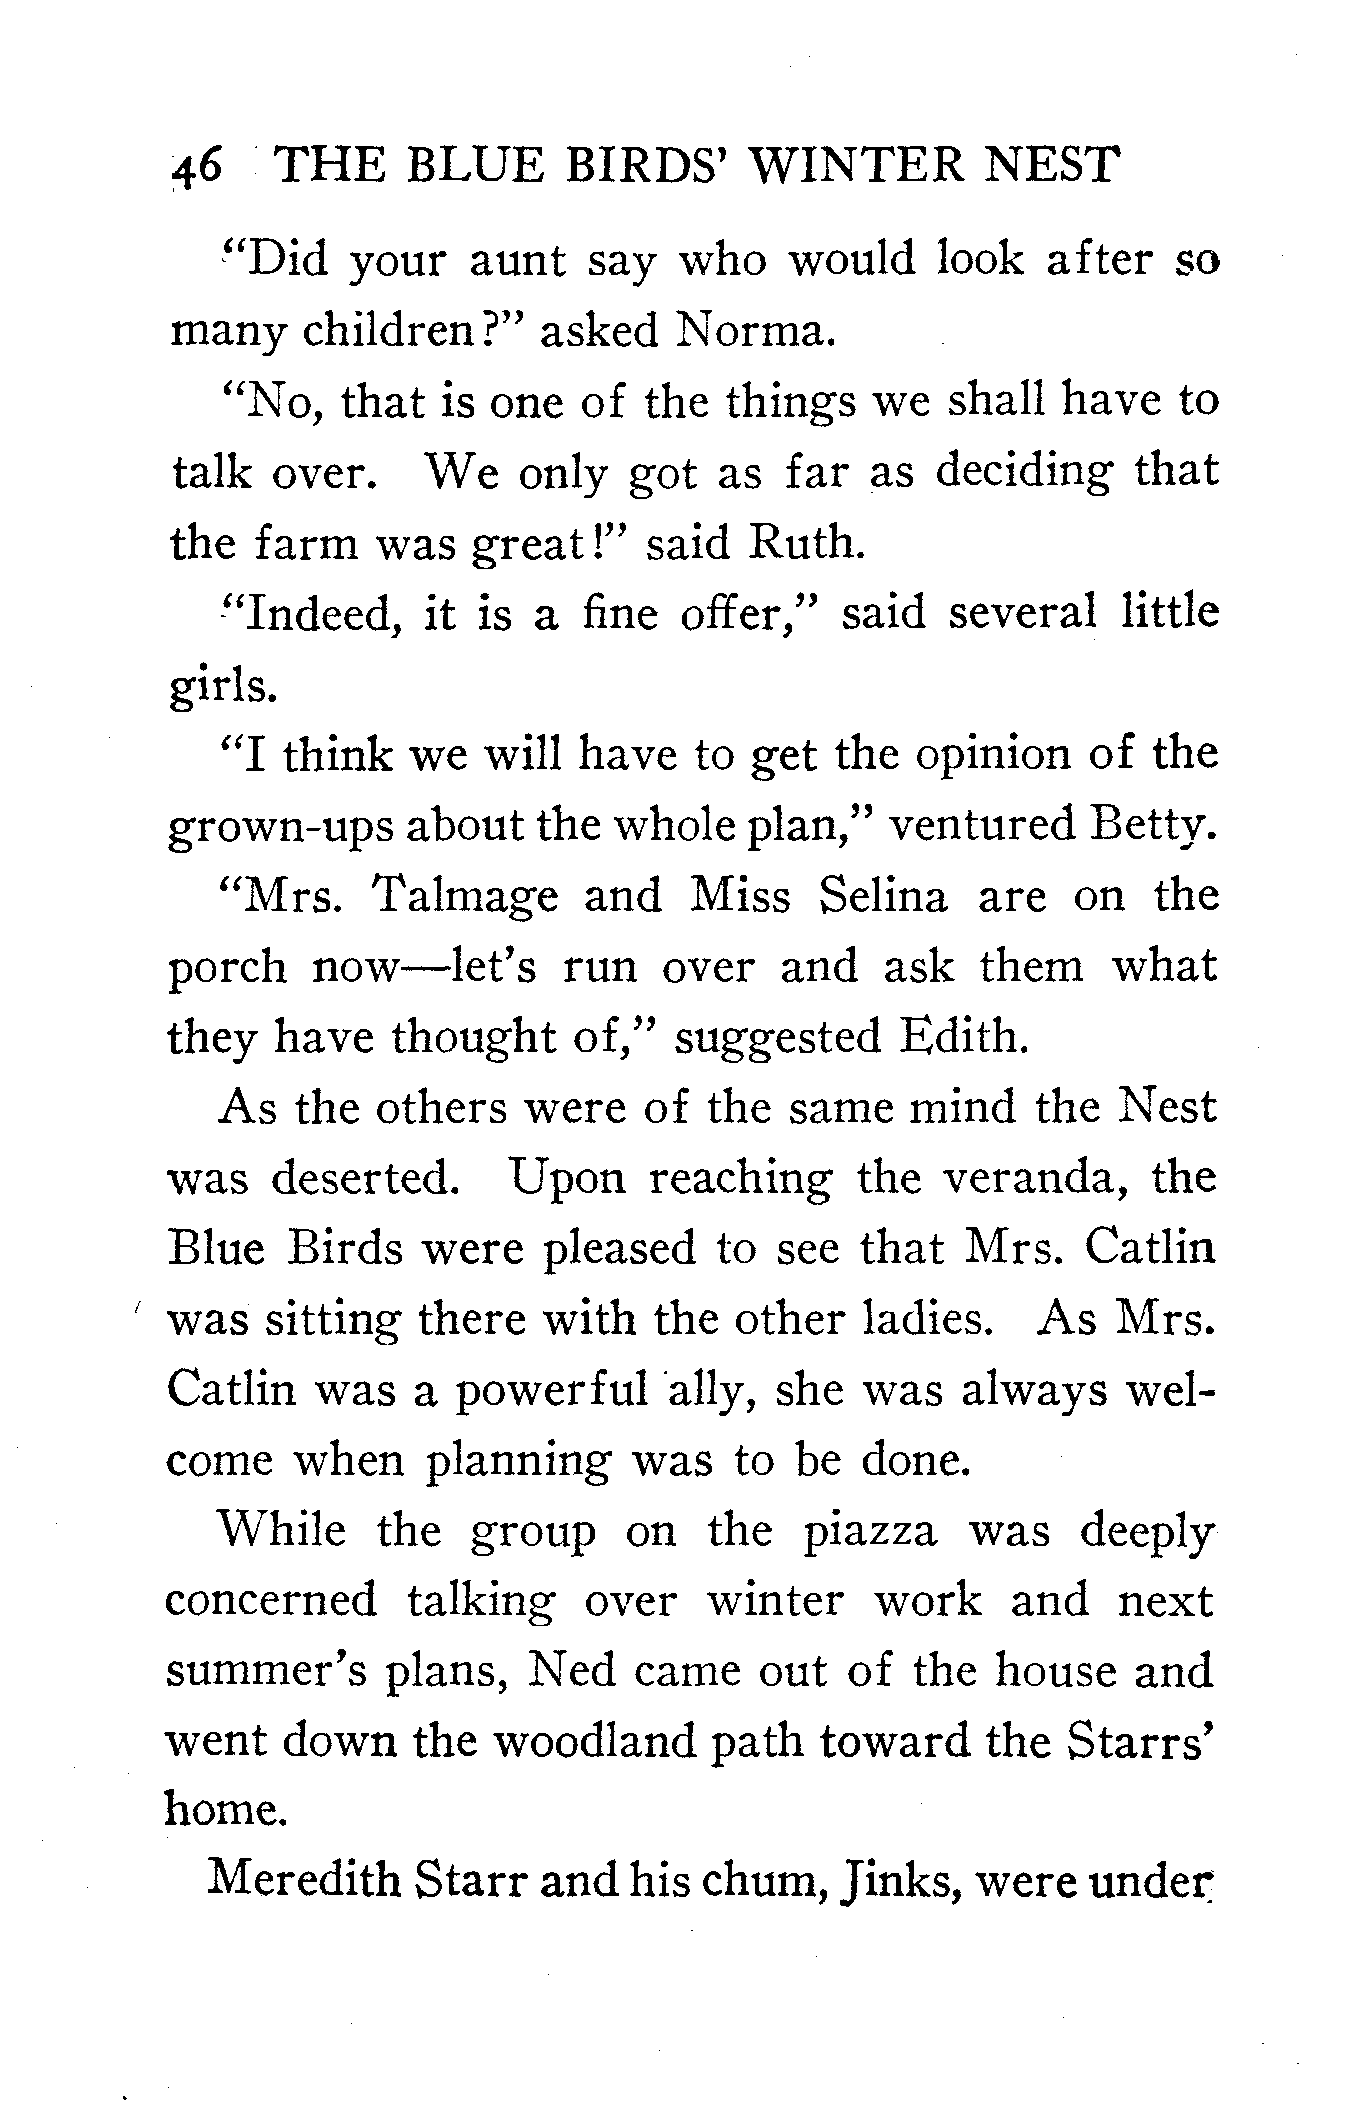 46 THE BLUE BIRDS' WINTER NEST
“Did your aunt say who would look after so
many children?” asked Norma.
“No, that is one of the things we shall have to
talk over. We only got as far as deciding that
the farm was great!” said Ruth.
“Indeed, it is a fine offer,” said several little
girls.
“I think we will have to get the opinion of the
grown-ups about the whole plan,” ventured Betty.
“Mrs. Talmage and Miss Selina are on the
porch now—let's run over and ask them what
they have thought of,” suggested Edith.
As the others were of the same mind the Nest
was deserted. Upon reaching the veranda, the
Blue Birds were pleased to see that Mrs. Catlin
was sitting there with the other ladies. As Mrs.
Catlin was a powerful ally, she was always wel-
come when planning was to be done.
While the group on the piazza was deeply
concerned talking over winter work and next
summer's plans, Ned came out of the house and
went down the woodland path toward the Starrs'
home.
Meredith Starr and his chum, Jinks, were under